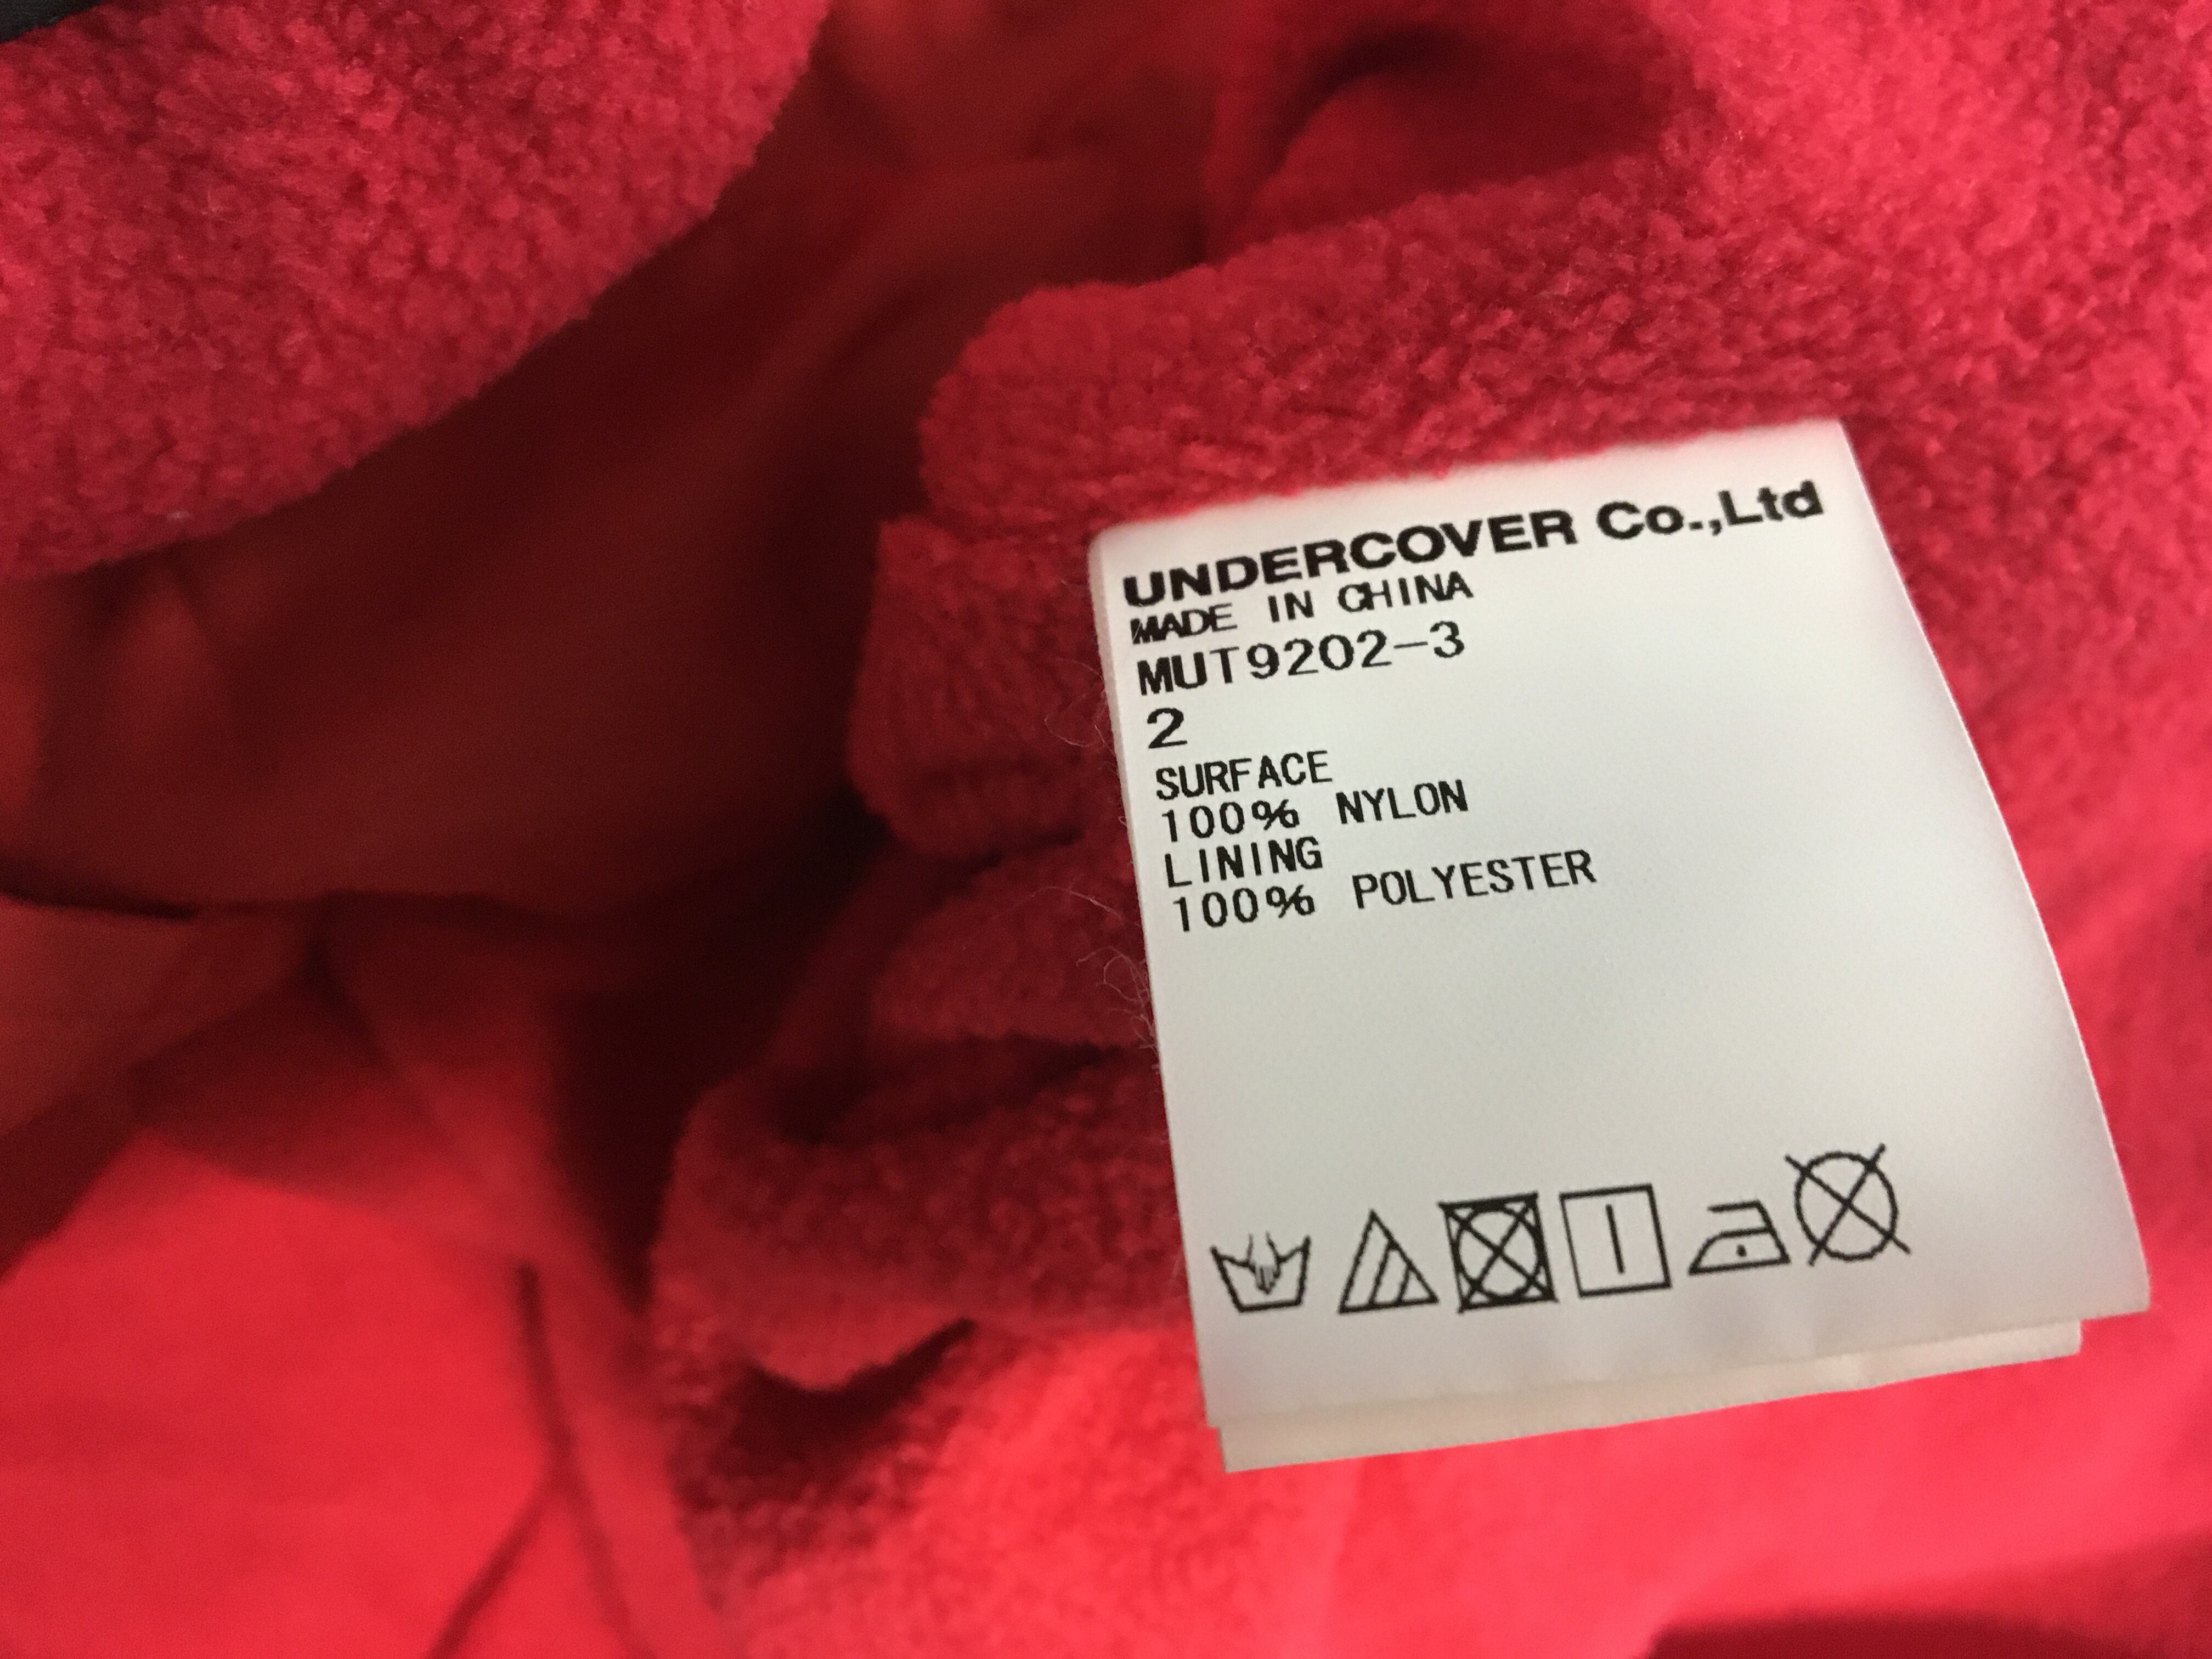 UNDERCOVER Co.,Ltd
MADE IN CHINA
MUT9202-3
2
SURFACE
100% NYLON
LINING
100% POLYESTER